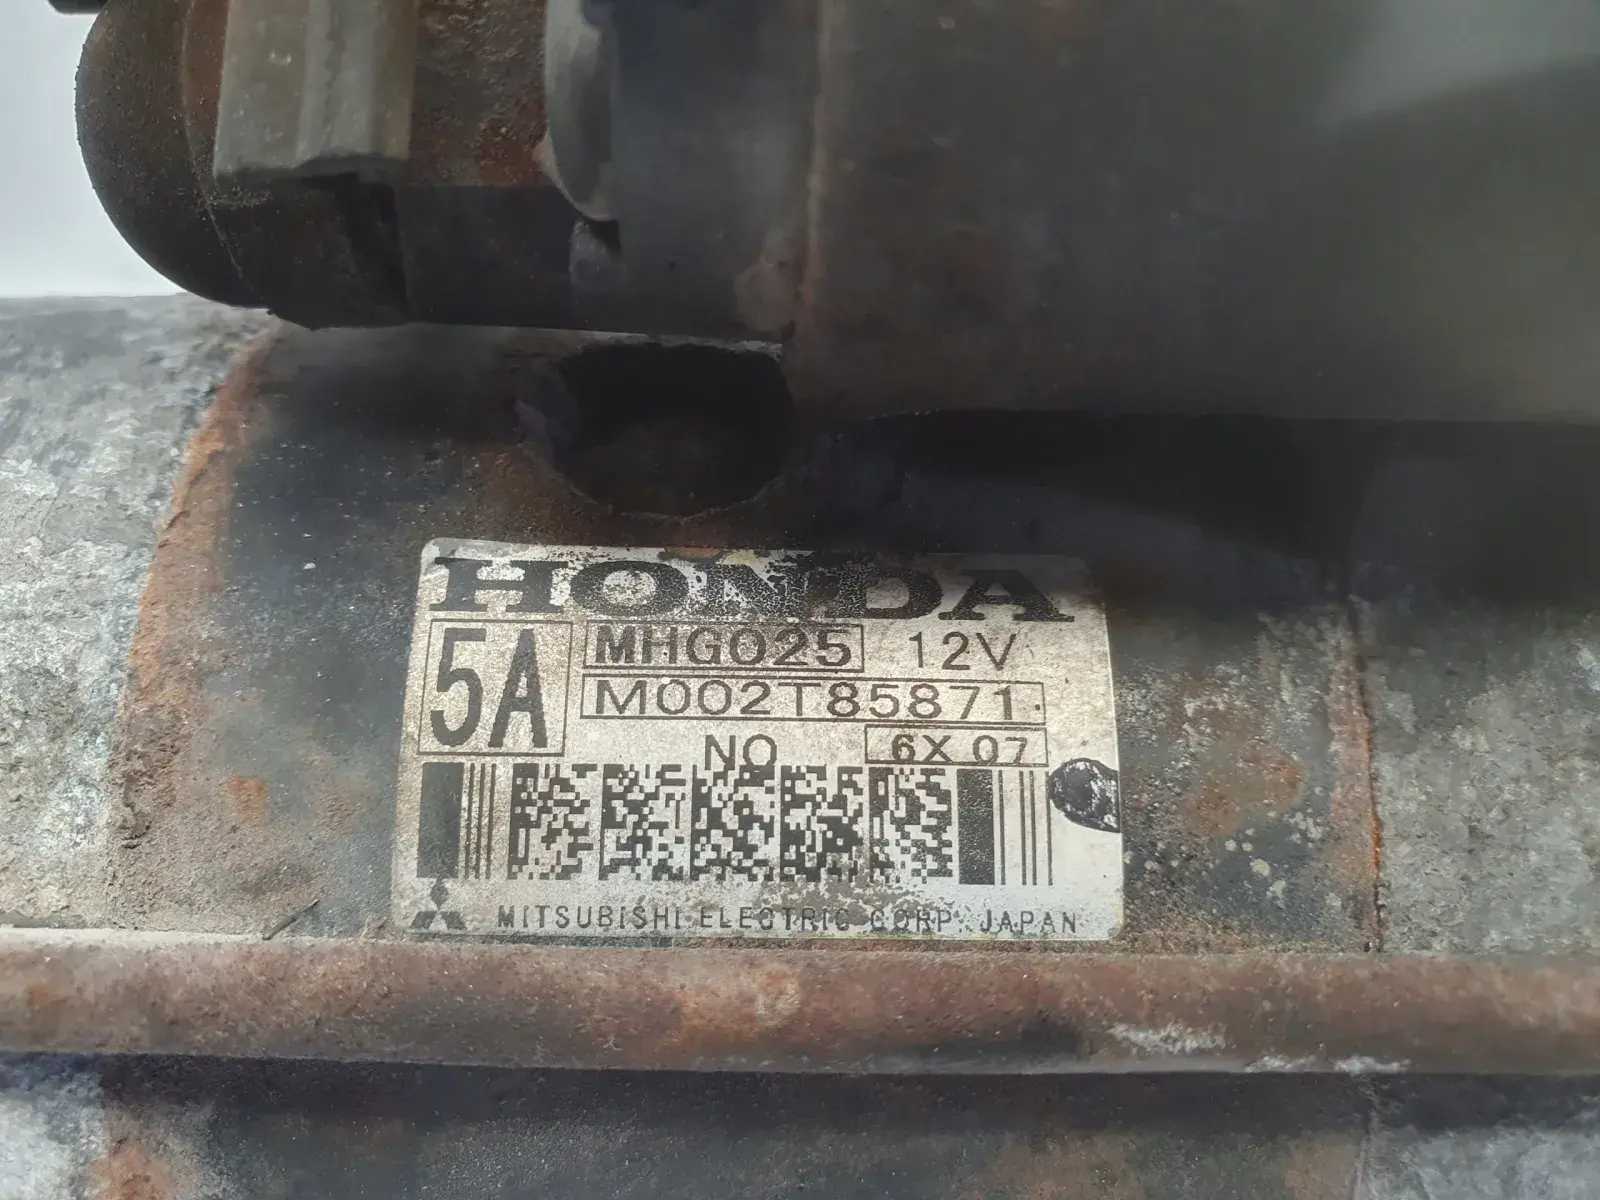 HONDA
5A
MHG025 12V
M002T85871
NO 6X 07
MITSUBISHI ELECTRIC CORP. JAPAN